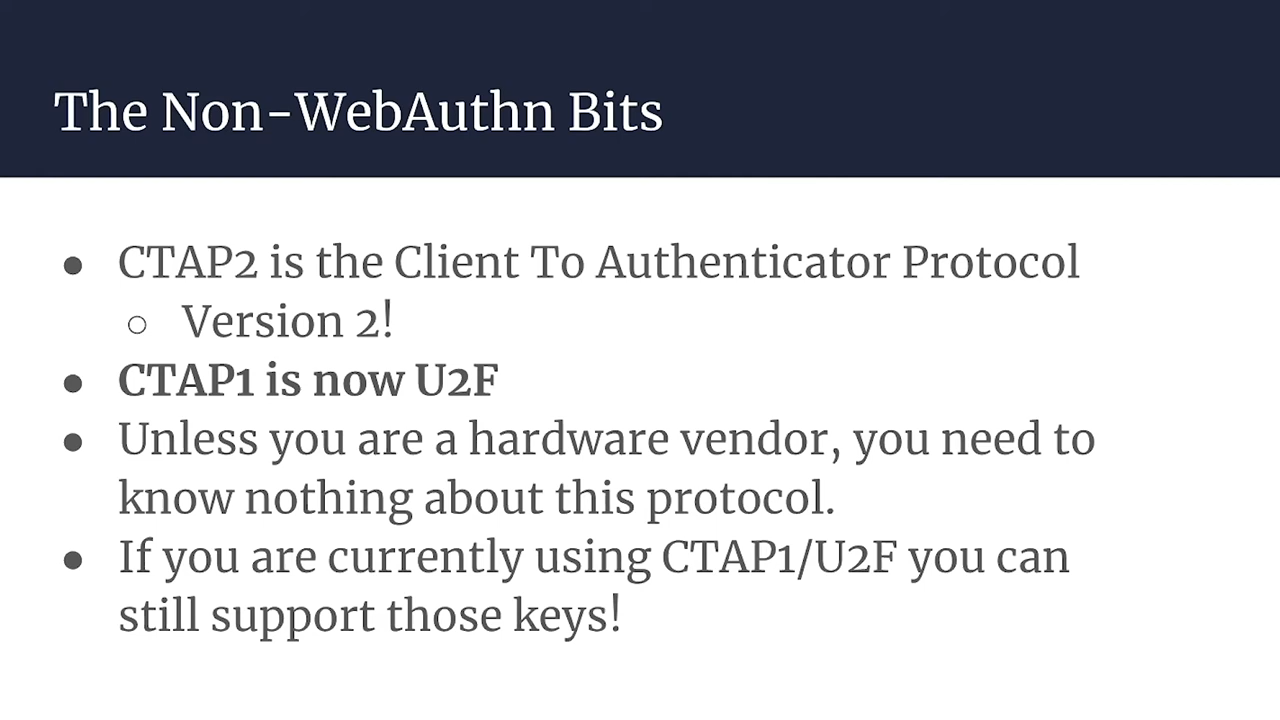 The Non-WebAuthn Bits
● CTAP2 is the Client To Authenticator Protocol
○ Version 2!
● CTAP1 is now U2F
● Unless you are a hardware vendor, you need to
know nothing about this protocol.
● If you are currently using CTAP1/U2F you can
still support those keys!